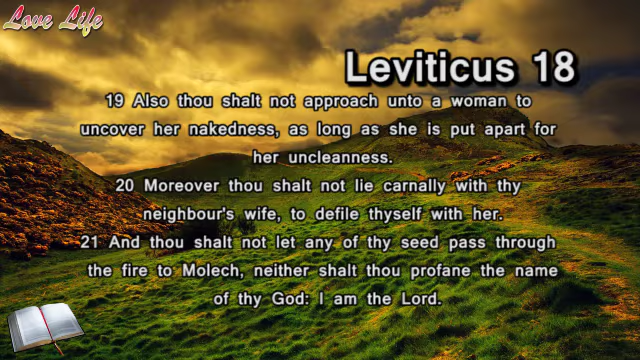 Love Life
Leviticus 18
19 Also thou shalt not approach unto a woman to
uncover her nakedness, as long as she is put apart for
her uncleanness.
20 Moreover thou shalt not lie carnally with thy
neighbour's wife, to defile thyself with her.
21 And thou shalt not let any of thy seed pass through
the fire to Molech, neither shalt thou profane the name
of thy God: I am the Lord.